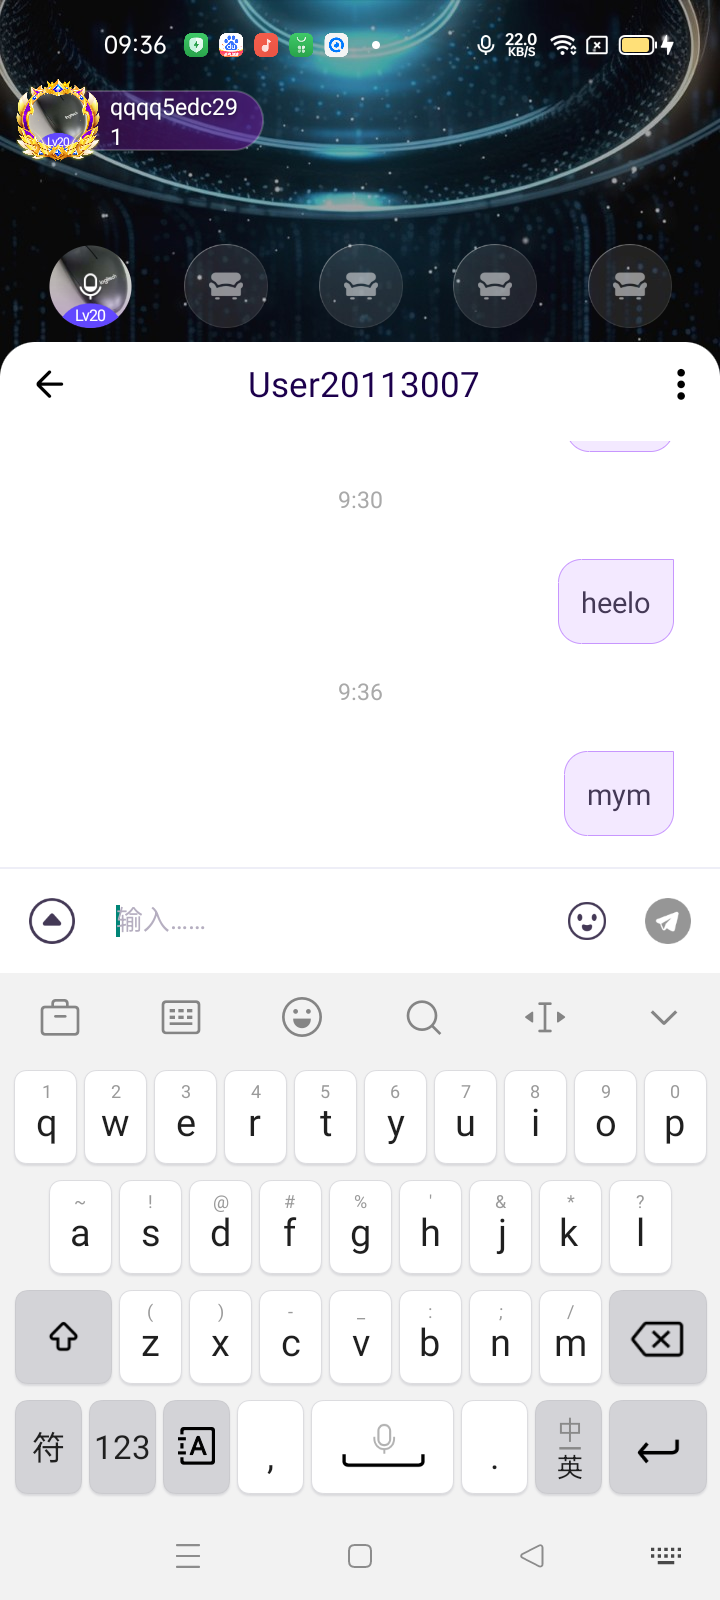 09:36
22.0
KB/S
qqqq5edc29
1
Lv20
Lv20
User20113007
9:30
heelo
9:36
mym
输入……
1 2 3 4 5 6 7 8 9 0
q w e r t y u i o p
~ ! @ # % ' & * ?
a s d f g h j k l
( ) - _ : ; /
z x c v b n m
符 123 A , . 中
英